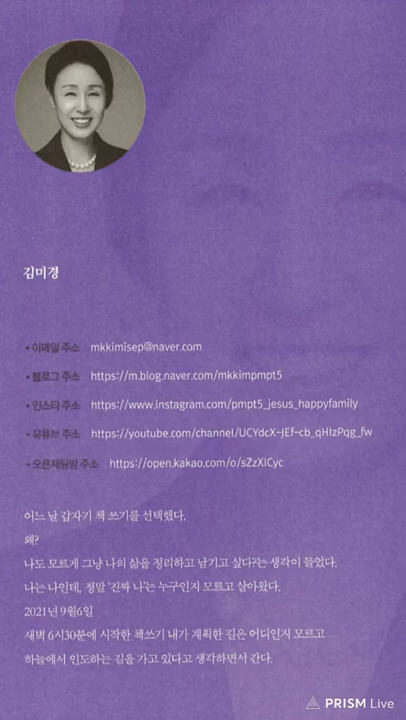 김미경
• 이메일 주소 mkkimisep@naver.com
• 블로그 주소 https://m.blog.naver.com/mkkimpmpt5
• 인스타 주소 https://www.instagram.com/pmpt5_jesus_happyfamily
• 유튜브 주소 https://youtube.com/channel/UCYdcX-JEf-cb_qHIzPqg_fw
• 오픈채팅방 주소 https://open.kakao.com/o/sZzXICyc
어느 날 갑자기 책 쓰기를 선택했다.
왜?
나도 모르게 그냥 나의 삶을 정리하고 남기고 싶다?는 생각이 들었다.
나는 나인데, 정말 '진짜 나'는 누구인지 모르고 살아왔다.
2021년 9월6일
새벽 6시30분에 시작한 책쓰기 내가 계획한 길은 어디인지 모르고
하늘에서 인도하는 길을 가고 있다고 생각하면서 간다.
PRISM Live